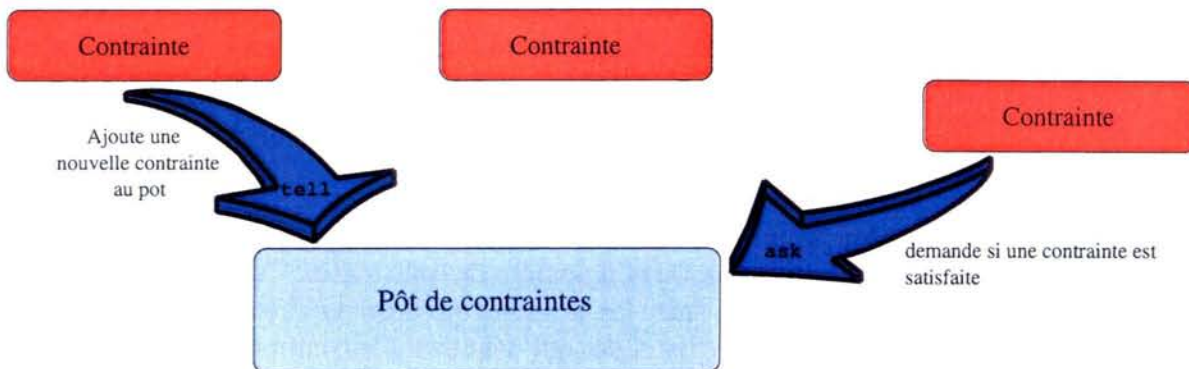 Contrainte
Contrainte
Contrainte
Ajoute une
nouvelle contrainte
au pot
tell
ask
demande si une contrainte est
satisfaite
Pôt de contraintes